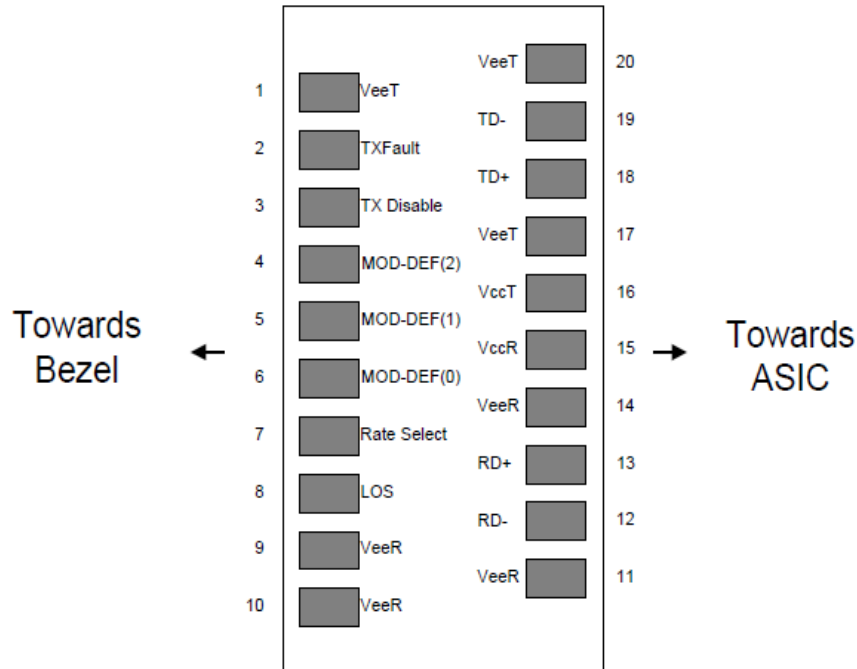 VeeT 20
1 VeeT
TD- 19
2 TXFault
TD+ 18
3 TX Disable
VeeT 17
4 MOD-DEF(2)
VccT 16
5 MOD-DEF(1)
Towards
Bezel
VccR 15
Towards
ASIC
6 MOD-DEF(0)
VeeR 14
7 Rate Select
RD+ 13
8 LOS
RD- 12
9 VeeR
VeeR 11
10 VeeR